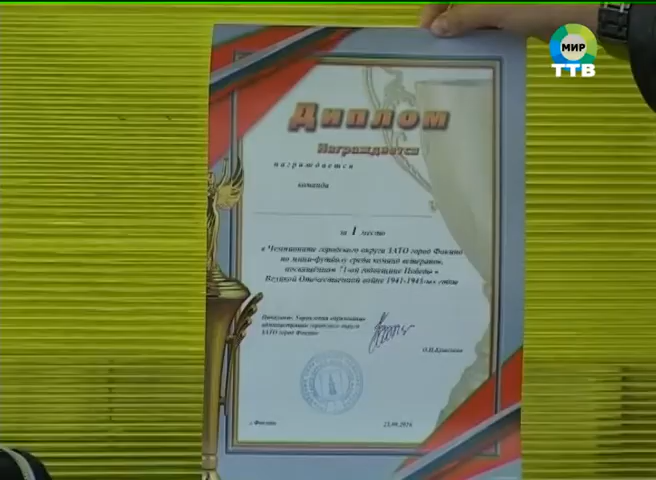 МИР
ТТВ
Диплом
Награждается
награждается
команда
за 1 место
в Чемпионате городского округа ЗАТО город Фокино
по мини-футболу среди команд ветеранов,
посвящённом 71-ой годовщине Победы в
Великой Отечественной войне 1941-1945-ых годы
Начальник Управления образования
администрации городского округа
ЗАТО город Фокино
г. Фокино